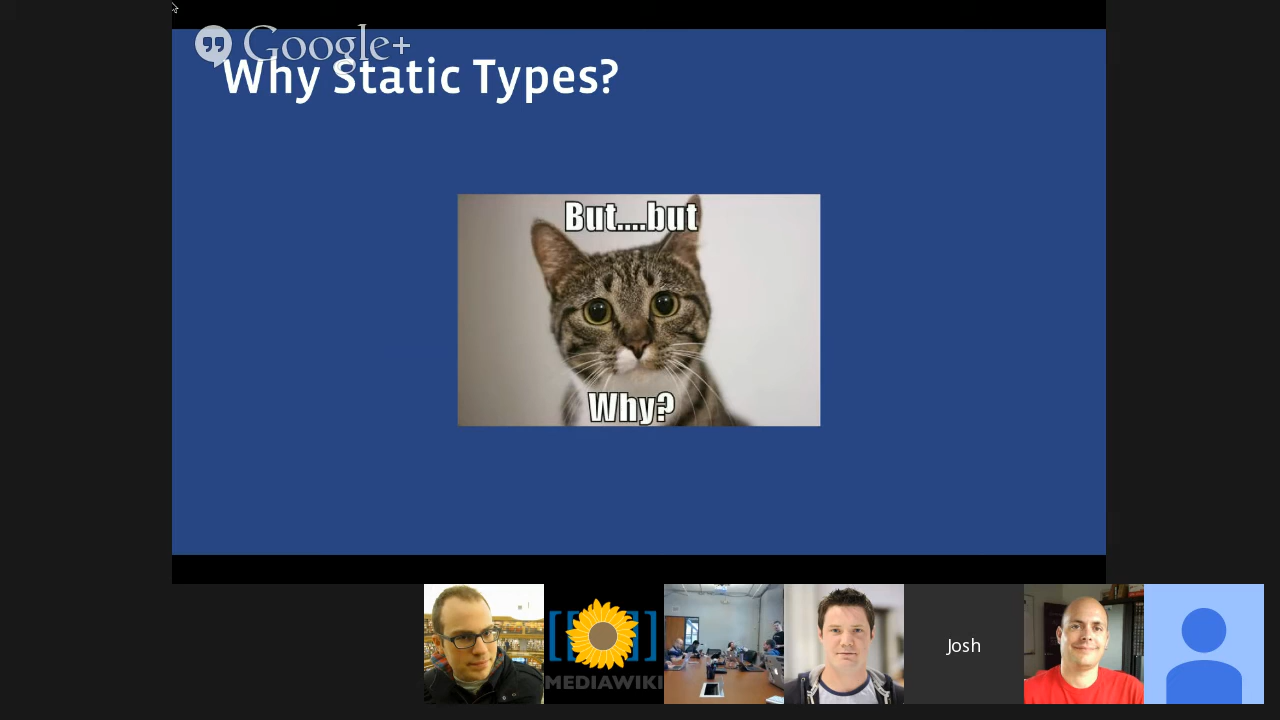 Google+
Why Static Types?
But....but
Why?
[[ ]]
MEDIAWIKI
Josh